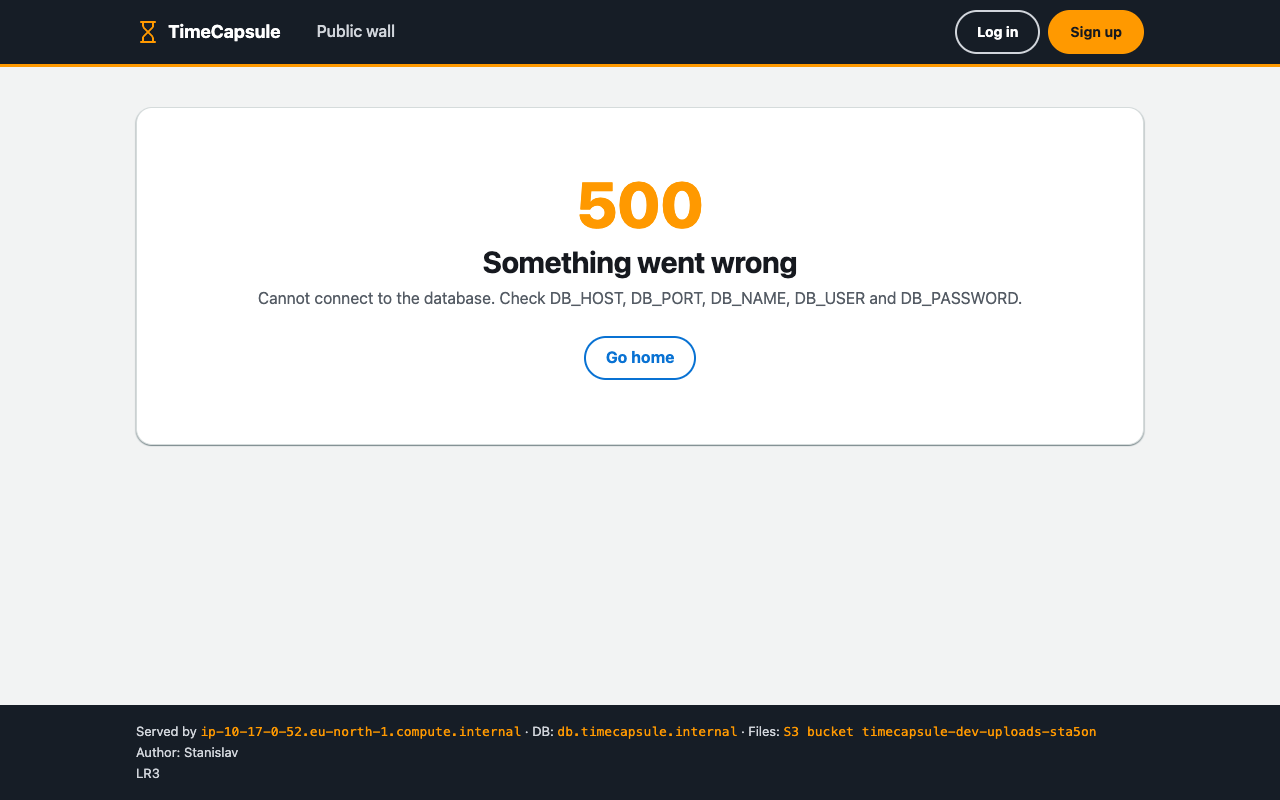 TimeCapsule Public wall Log in Sign up
500
Something went wrong
Cannot connect to the database. Check DB_HOST, DB_PORT, DB_NAME, DB_USER and DB_PASSWORD.
Go home
Served by ip-10-17-0-52.eu-north-1.compute.internal · DB: db.timecapsule.internal · Files: S3 bucket timecapsule-dev-uploads-sta5on
Author: Stanislav
LR3